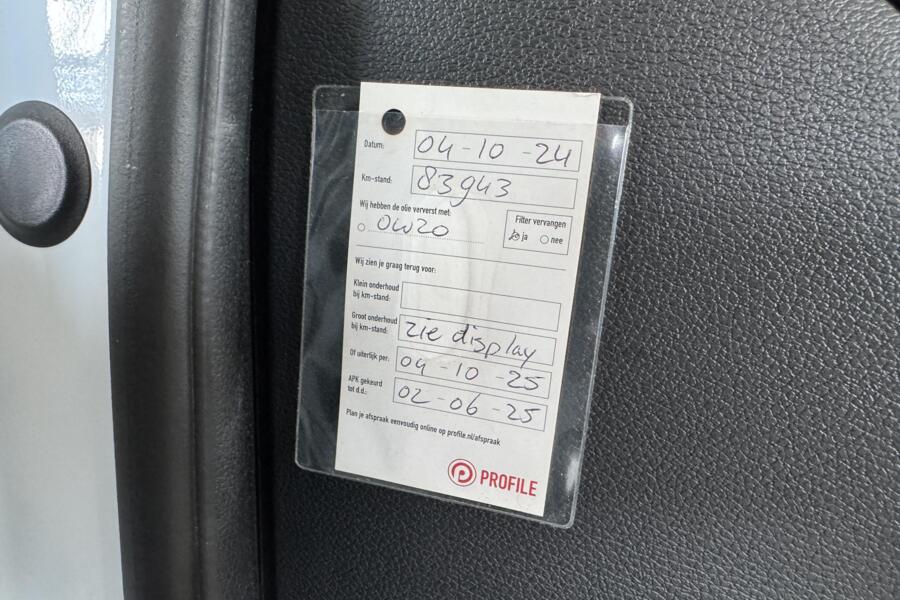 Datum: 04-10-24
Km-stand: 83943
Wij hebben de olie ververst met:
0W20
Filter vervangen
ja nee
Wij zien je graag terug voor:
Klein onderhoud
bij km-stand:
Groot onderhoud
bij km-stand: zie display
Of uiterlijk per: 04-10-25
APK gekeurd
tot d.d.: 02-06-25
Plan je afspraak eenvoudig online op profile.nl/afspraak
PROFILE